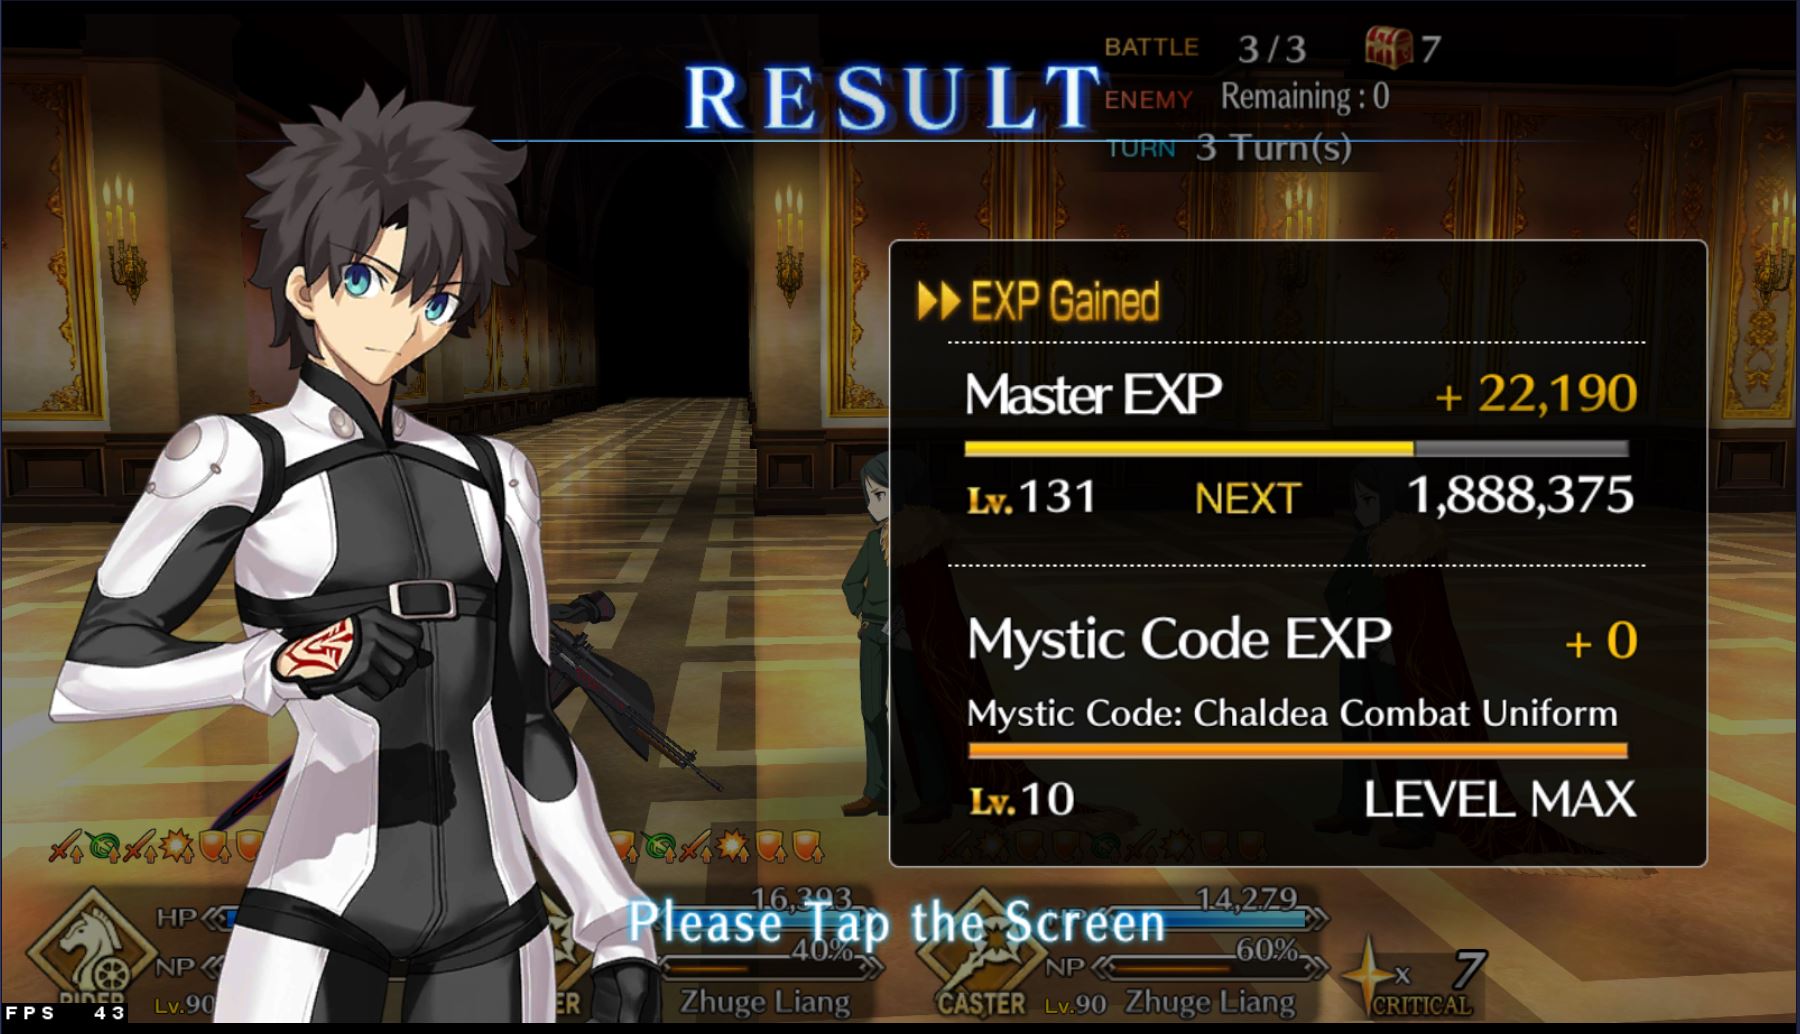 BATTLE 3/3 7
RESULT
ENEMY Remaining : 0
TURN 3 Turn(s)
EXP Gained
Master EXP + 22,190
Lv.131 NEXT 1,888,375
Mystic Code EXP + 0
Mystic Code: Chaldea Combat Uniform
Lv.10 LEVEL MAX
Please Tap the Screen
HP 16,393 HP 14,279
NP 40% NP 60%
x 7
RIDER Lv.90 Zhuge Liang CASTER Lv.90 Zhuge Liang CRITICAL
FPS 43